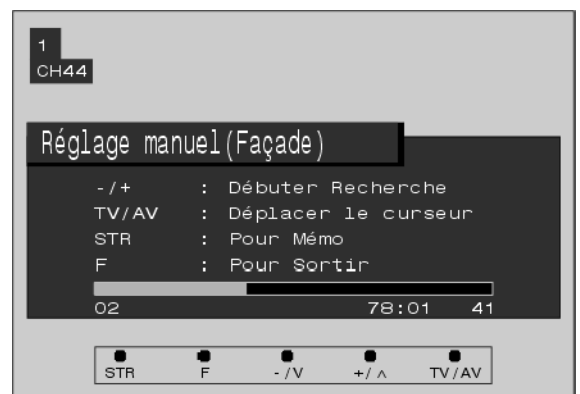 1
CH44
Réglage manuel(Façade)
-/+ : Débuter Recherche
TV/AV : Déplacer le curseur
STR : Pour Mémo
F : Pour Sortir
02 78:01 41
STR F -/V +/∧ TV/AV